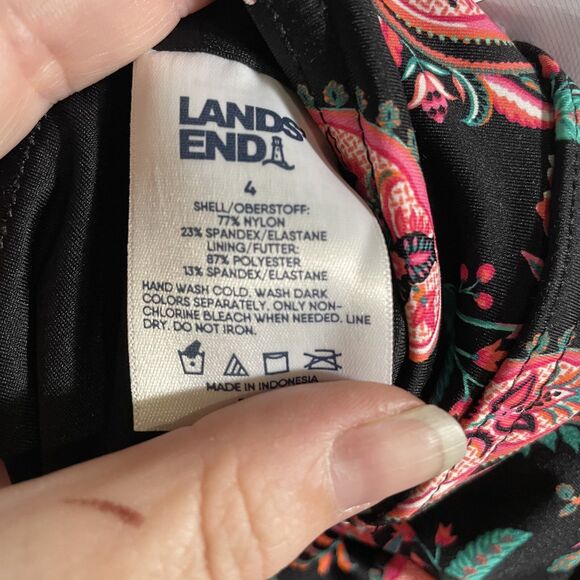 LANDS'
END
4
SHELL/OBERSTOFF:
77% NYLON
23% SPANDEX/ELASTANE
LINING/FUTTER:
87% POLYESTER
13% SPANDEX/ELASTANE
HAND WASH COLD. WASH DARK
COLORS SEPARATELY. ONLY NON-
CHLORINE BLEACH WHEN NEEDED. LINE
DRY. DO NOT IRON.
MADE IN INDONESIA